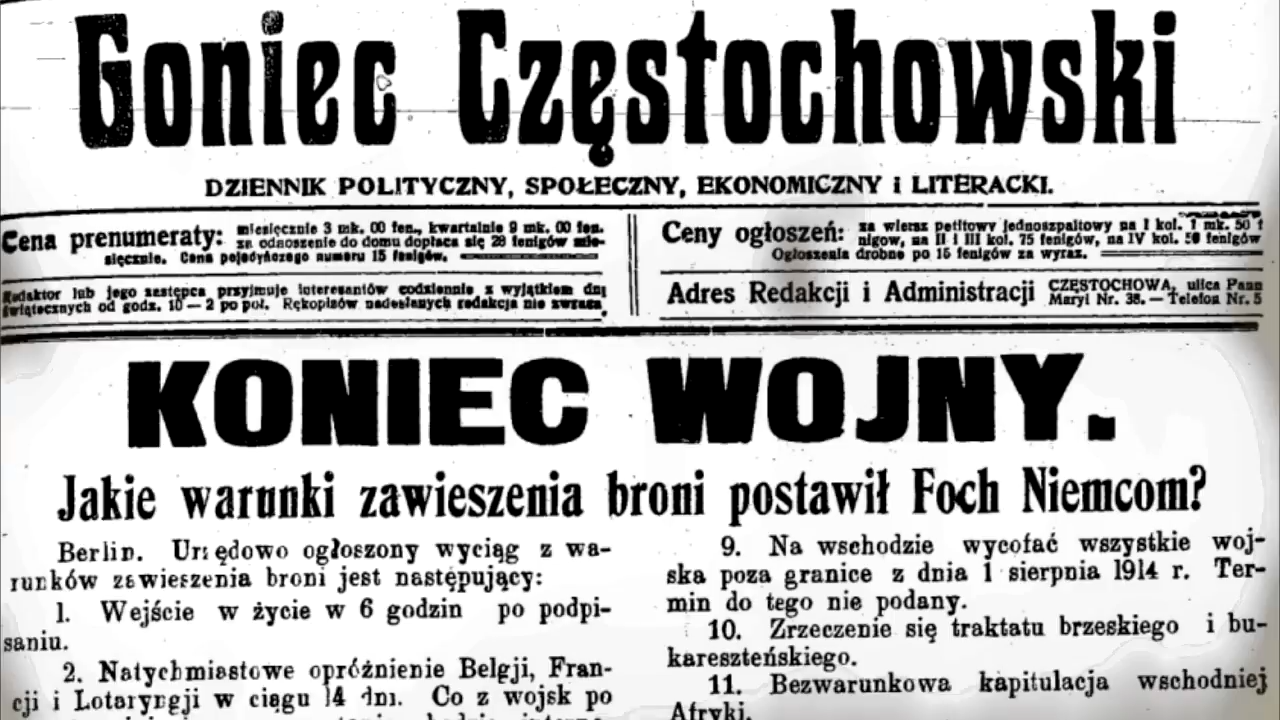 Goniec Częstochowski
DZIENNIK POLITYCZNY, SPOŁECZNY, EKONOMICZNY i LITERACKI.
Cena prenumeraty: miesięcznie 3 mk. 00 fen., kwartalnie 9 mk. 00 fen.
za odnoszenie do domu dopłaca się 28 fenigów mie-
sięcznie. Cena pojedyńczego numeru 15 fenigów.
Redaktor lub jego zastępca przyjmuje interesantów codziennie z wyjątkiem dni
świątecznych od godz. 10 — 2 po poł. Rękopisów nadesłanych redakcja nie zwraca.
Ceny ogłoszeń: za wiersz petitowy jednoszpaltowy na I kol. 1 mk. 50 f
nigow, na II i III kol. 75 fenigów, na IV kol. 50 fenigów
Ogłoszenia drobne po 15 fenigów za wyraz.
Adres Redakcji i Administracji CZĘSTOCHOWA, ulica Pann
Maryi Nr. 38. — Telefon Nr. 5
KONIEC WOJNY.
Jakie warunki zawieszenia broni postawił Foch Niemcom?
Berlin. Urzędowo ogłoszony wyciąg z wa-
runków zawieszenia broni jest następujący:
1. Wejście w życie w 6 godzin po podpi-
saniu.
2. Natychmiastowe opróżnienie Belgji, Fran-
cji i Lotaryngji w ciągu 14 dni. Co z wojsk po
9. Na wschodzie wycofać wszystkie woj-
ska poza granice z dnia 1 sierpnia 1914 r. Ter-
min do tego nie podany.
10. Zrzeczenie się traktatu brzeskiego i bu-
kareszteńskiego.
11. Bezwarunkowa kapitulacja wschodniej
Afryki.